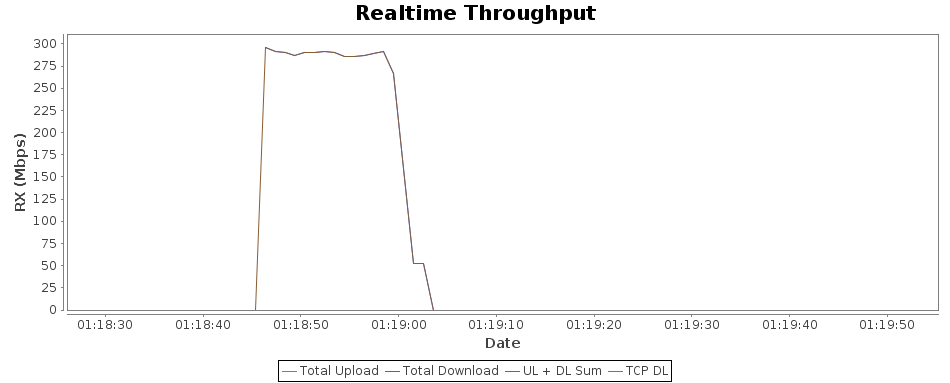 Realtime Throughput
RX (Mbps)
300
275
250
225
200
175
150
125
100
75
50
25
0
01:18:30 01:18:40 01:18:50 01:19:00 01:19:10 01:19:20 01:19:30 01:19:40 01:19:50
Date
Total Upload Total Download UL + DL Sum TCP DL